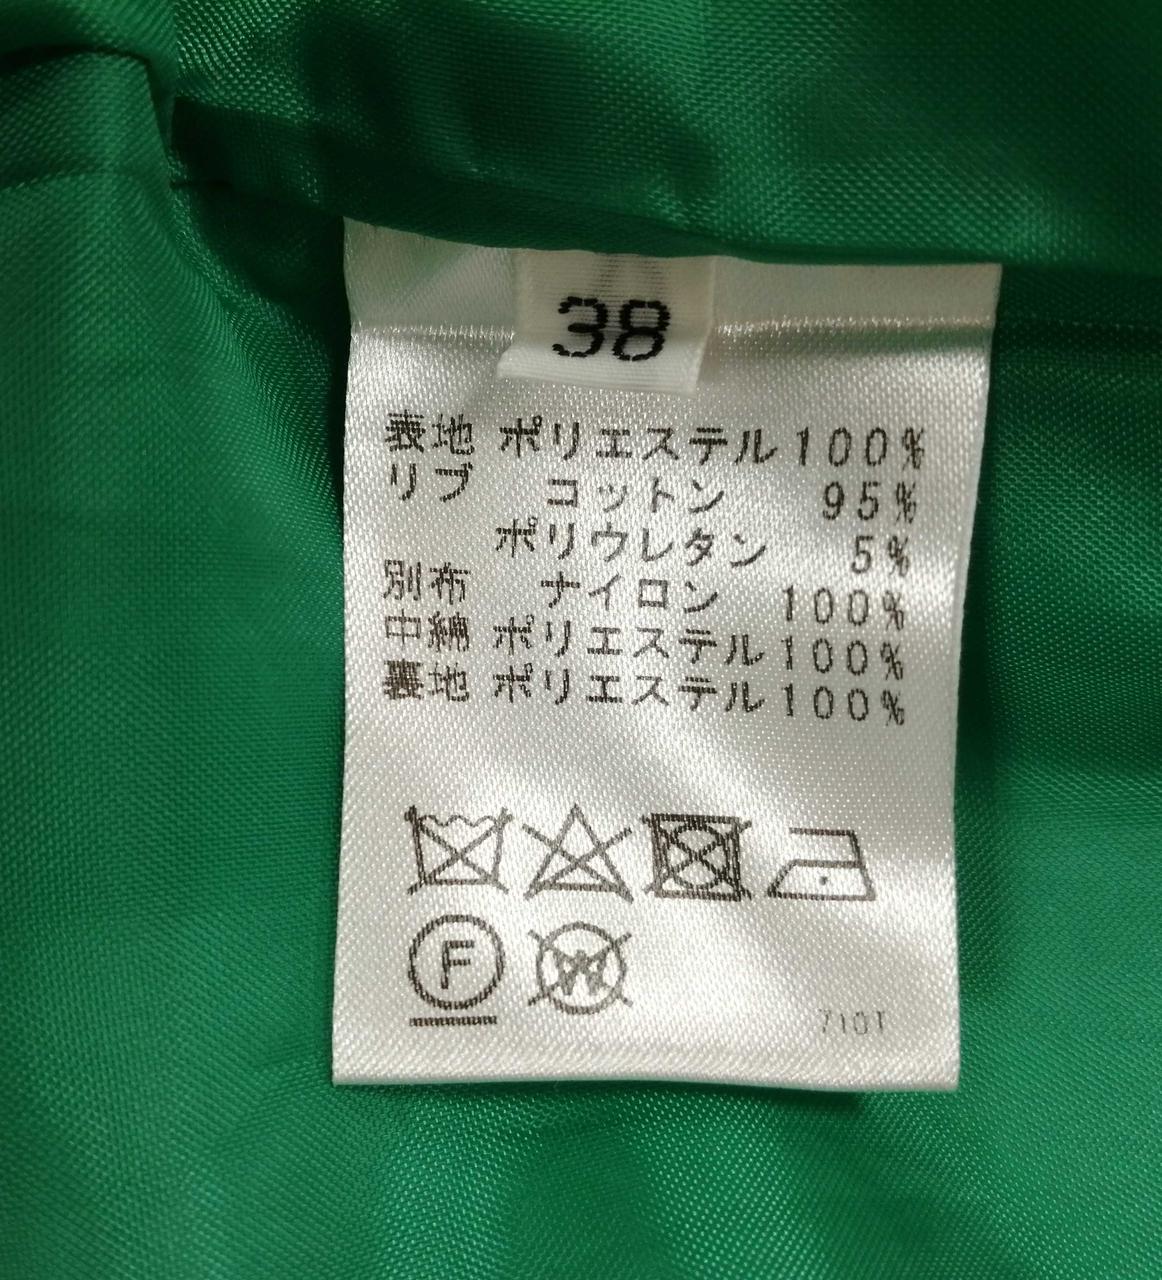 38
表地 ポリエステル100%
リブ コットン 95%
ポリウレタン 5%
別布 ナイロン 100%
中綿 ポリエステル100%
裏地 ポリエステル100%
F
W
710T